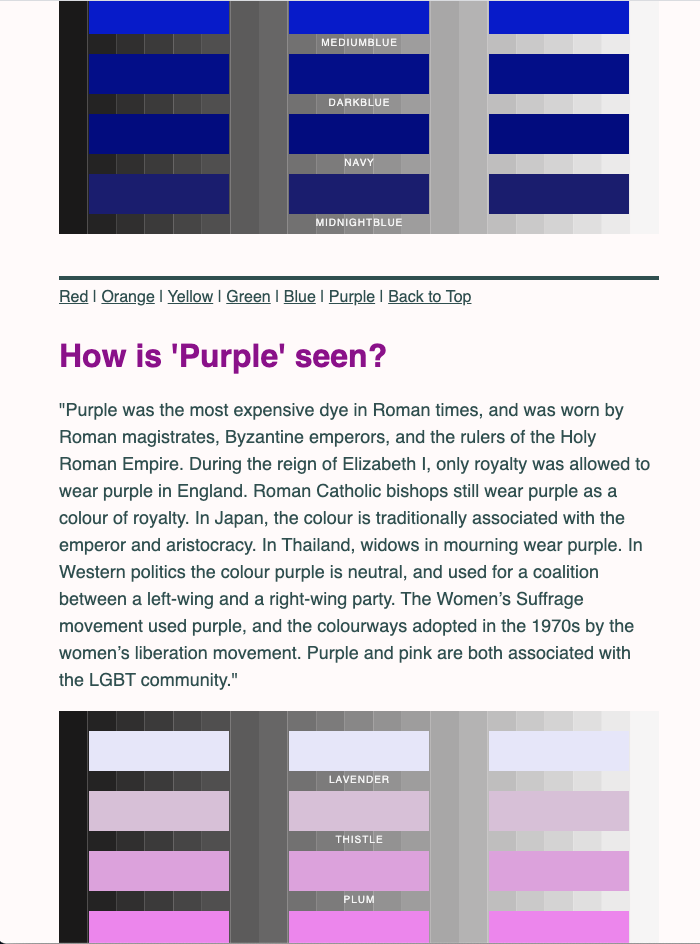 MEDIUMBLUE
DARKBLUE
NAVY
MIDNIGHTBLUE
Red | Orange | Yellow | Green | Blue | Purple | Back to Top
How is 'Purple' seen?
"Purple was the most expensive dye in Roman times, and was worn by
Roman magistrates, Byzantine emperors, and the rulers of the Holy
Roman Empire. During the reign of Elizabeth I, only royalty was allowed to
wear purple in England. Roman Catholic bishops still wear purple as a
colour of royalty. In Japan, the colour is traditionally associated with the
emperor and aristocracy. In Thailand, widows in mourning wear purple. In
Western politics the colour purple is neutral, and used for a coalition
between a left-wing and a right-wing party. The Women’s Suffrage
movement used purple, and the colourways adopted in the 1970s by the
women’s liberation movement. Purple and pink are both associated with
the LGBT community."
LAVENDER
THISTLE
PLUM